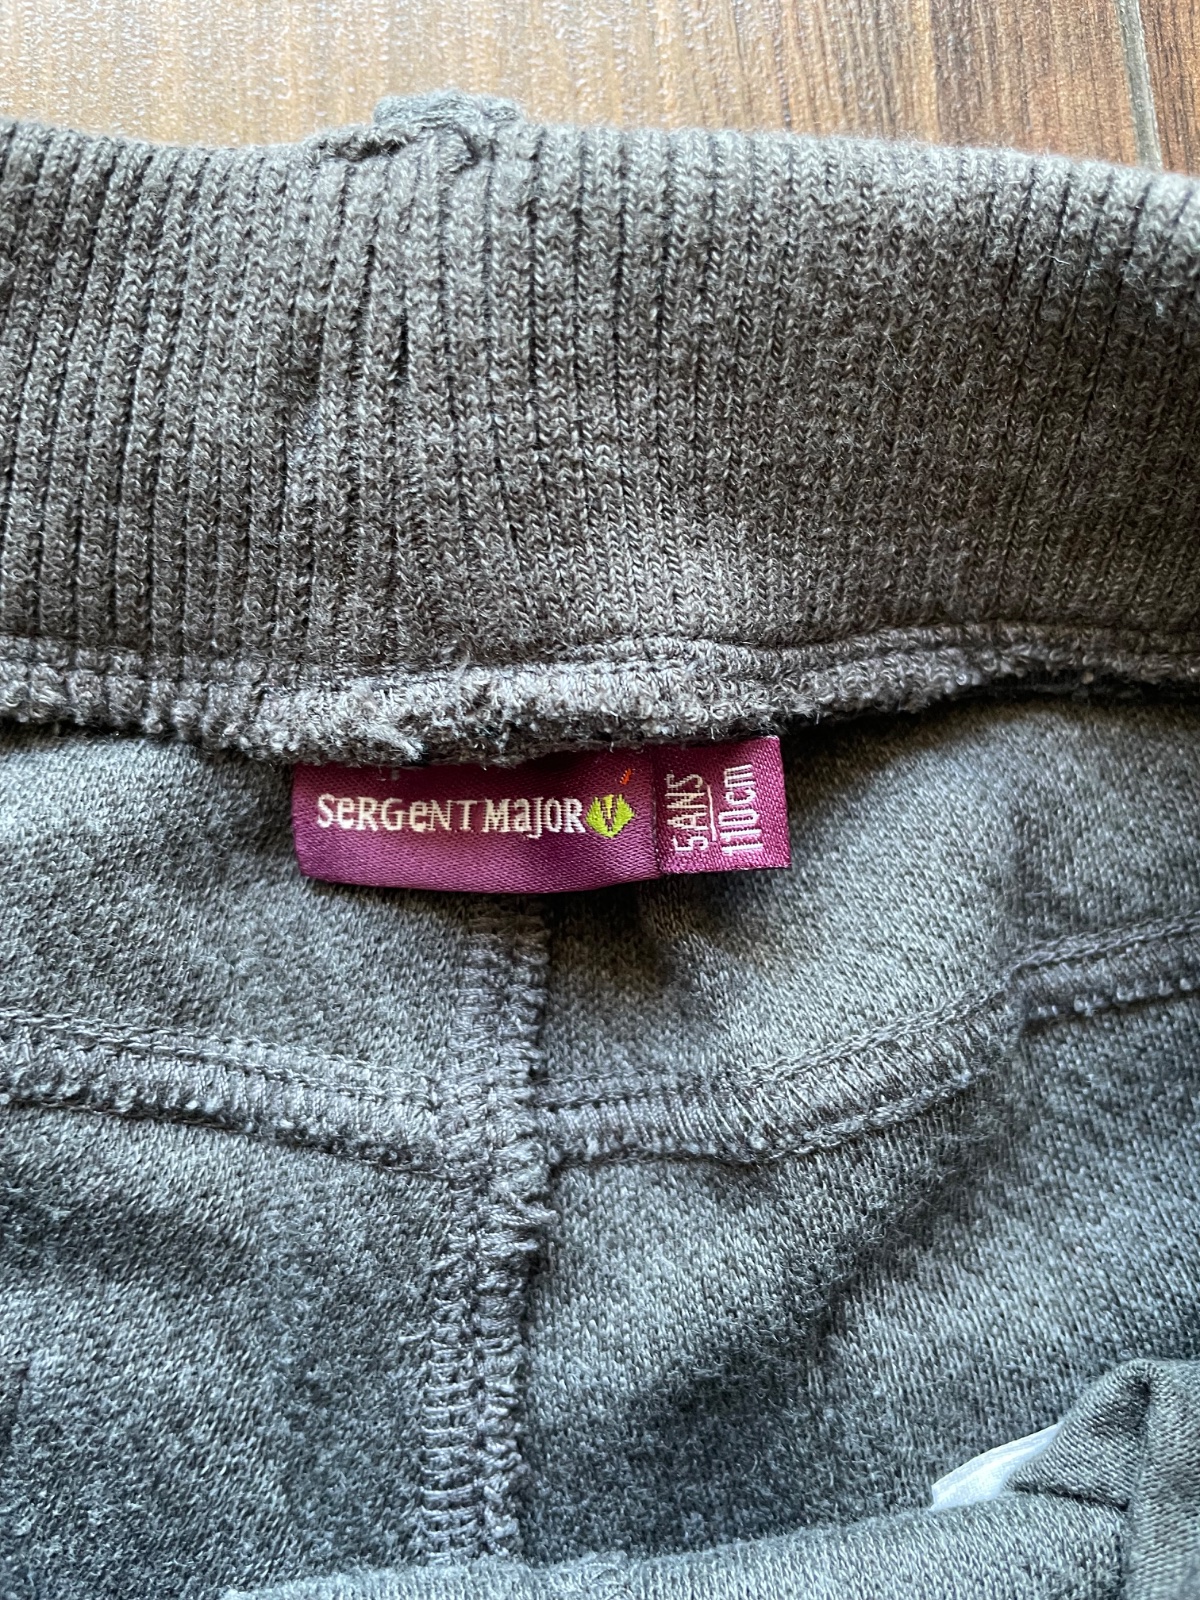 SeRGeNT MaJOR
5ANS
110cm